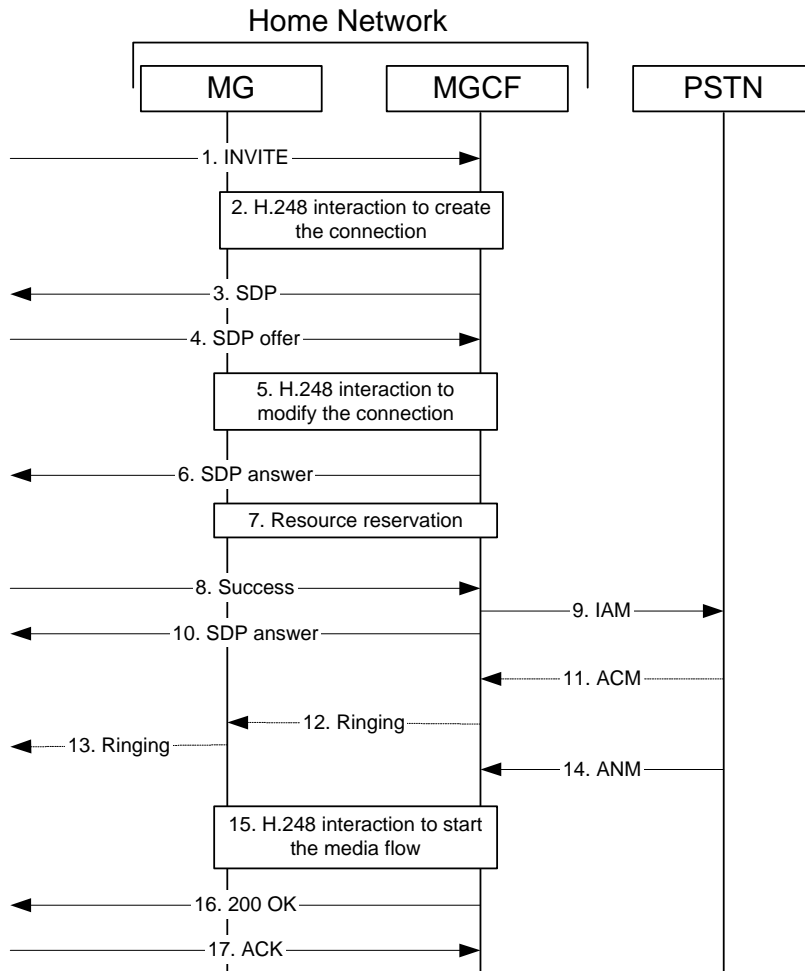 Home Network
MG
MGCF
PSTN
1. INVITE
2. H.248 interaction to create
the connection
3. SDP
4. SDP offer
5. H.248 interaction to
modify the connection
6. SDP answer
7. Resource reservation
8. Success
9. IAM
10. SDP answer
11. ACM
12. Ringing
13. Ringing
14. ANM
15. H.248 interaction to start
the media flow
16. 200 OK
17. ACK